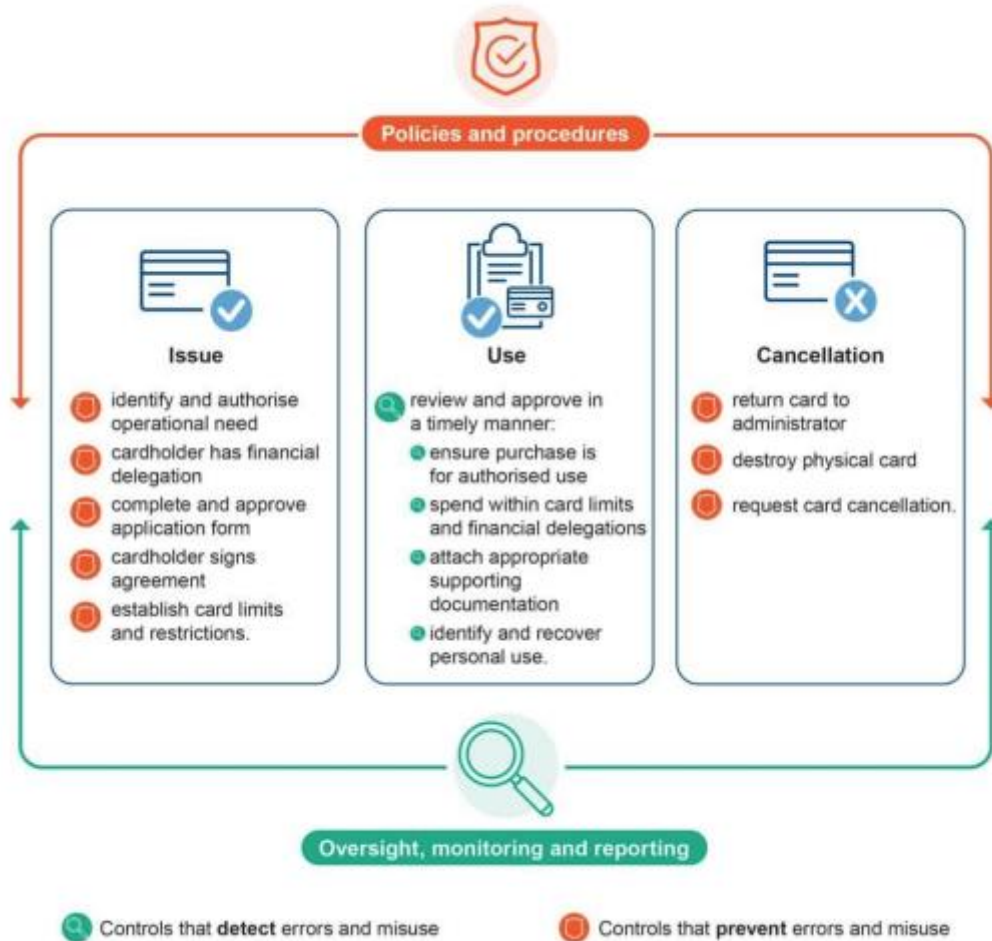 Policies and procedures
Issue
identify and authorise
operational need
cardholder has financial
delegation
complete and approve
application form
cardholder signs
agreement
establish card limits
and restrictions.
Use
review and approve in
a timely manner:
ensure purchase is
for authorised use
spend within card limits
and financial delegations
attach appropriate
supporting
documentation
identify and recover
personal use.
Cancellation
return card to
administrator
destroy physical card
request card cancellation.
Oversight, monitoring and reporting
Controls that detect errors and misuse
Controls that prevent errors and misuse